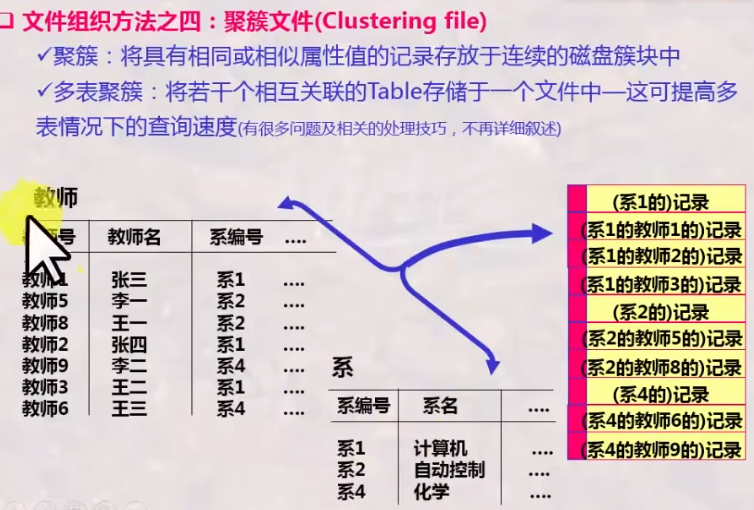 文件组织方法之四：聚簇文件(Clustering file)
✓聚簇：将具有相同或相似属性值的记录存放于连续的磁盘簇块中
✓多表聚簇：将若干个相互关联的Table存储于一个文件中—这可提高多
表情况下的查询速度(有很多问题及相关的处理技巧，不再详细叙述)
教师
师号 教师名 系编号 ....
教师1 张三 系1 ....
教师5 李一 系2 ....
教师8 王一 系2 ....
教师2 张四 系1 ....
教师9 李二 系4 ....
教师3 王二 系1 ....
教师6 王三 系4 ....
系
系编号 系名 ....
系1 计算机 ....
系2 自动控制 ....
系4 化学 ....
(系1的)记录
(系1的教师1的)记录
(系1的教师2的)记录
(系1的教师3的)记录
(系2的)记录
(系2的教师5的)记录
(系2的教师8的)记录
(系4的)记录
(系4的教师6的)记录
(系4的教师9的)记录